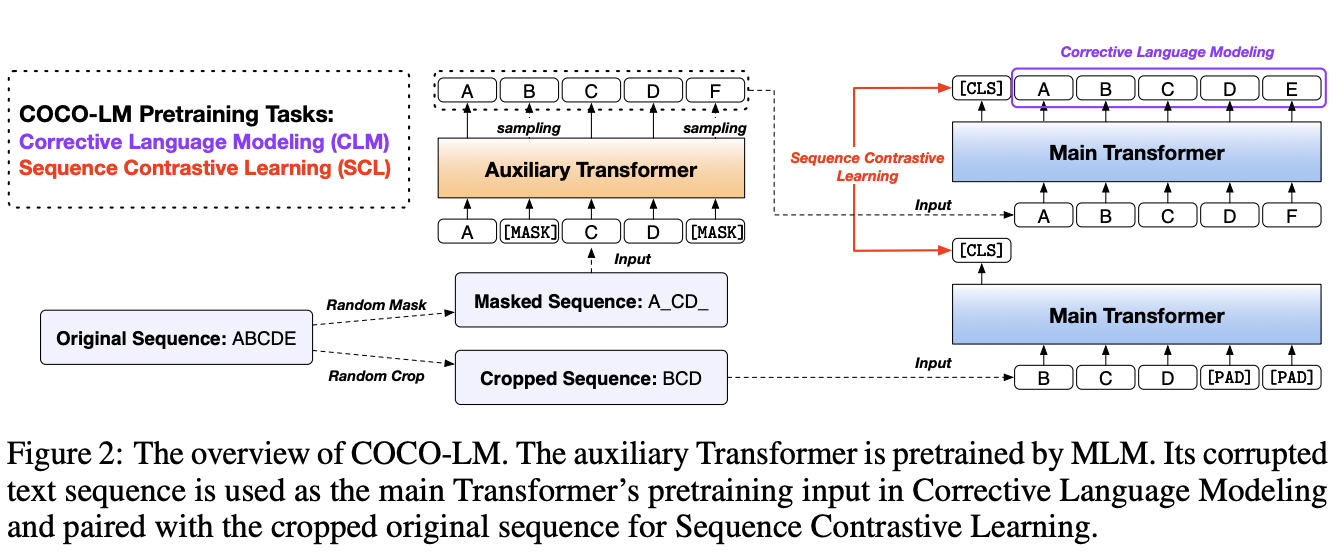 COCO-LM Pretraining Tasks:
Corrective Language Modeling (CLM)
Sequence Contrastive Learning (SCL)
A B C D F
sampling sampling
Auxiliary Transformer
A [MASK] C D [MASK]
Input
Original Sequence: ABCDE
Random Mask
Masked Sequence: A_CD_
Random Crop
Cropped Sequence: BCD
Corrective Language Modeling
[CLS] A B C D E
Main Transformer
Sequence Contrastive
Learning
Input
A B C D F
[CLS]
Main Transformer
Input
B C D [PAD] [PAD]
Figure 2: The overview of COCO-LM. The auxiliary Transformer is pretrained by MLM. Its corrupted
text sequence is used as the main Transformer's pretraining input in Corrective Language Modeling
and paired with the cropped original sequence for Sequence Contrastive Learning.